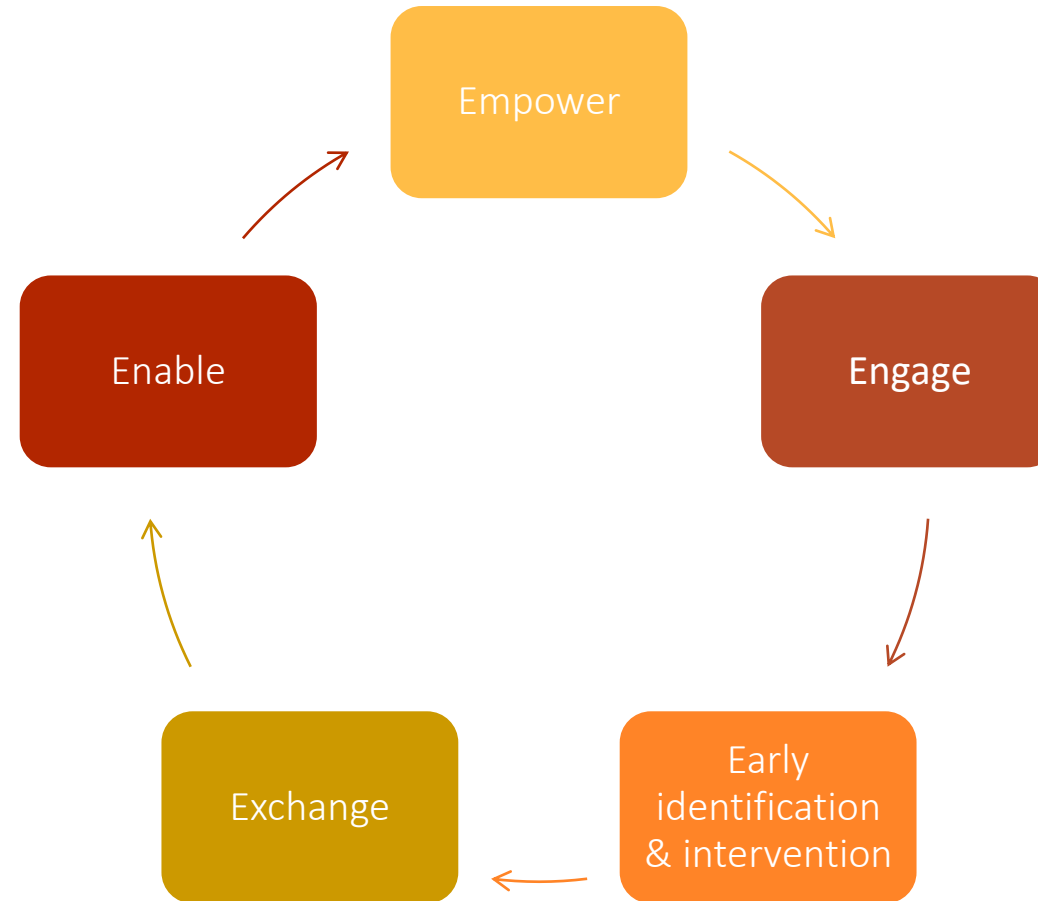 Empower
Engage
Early
identification
& intervention
Exchange
Enable